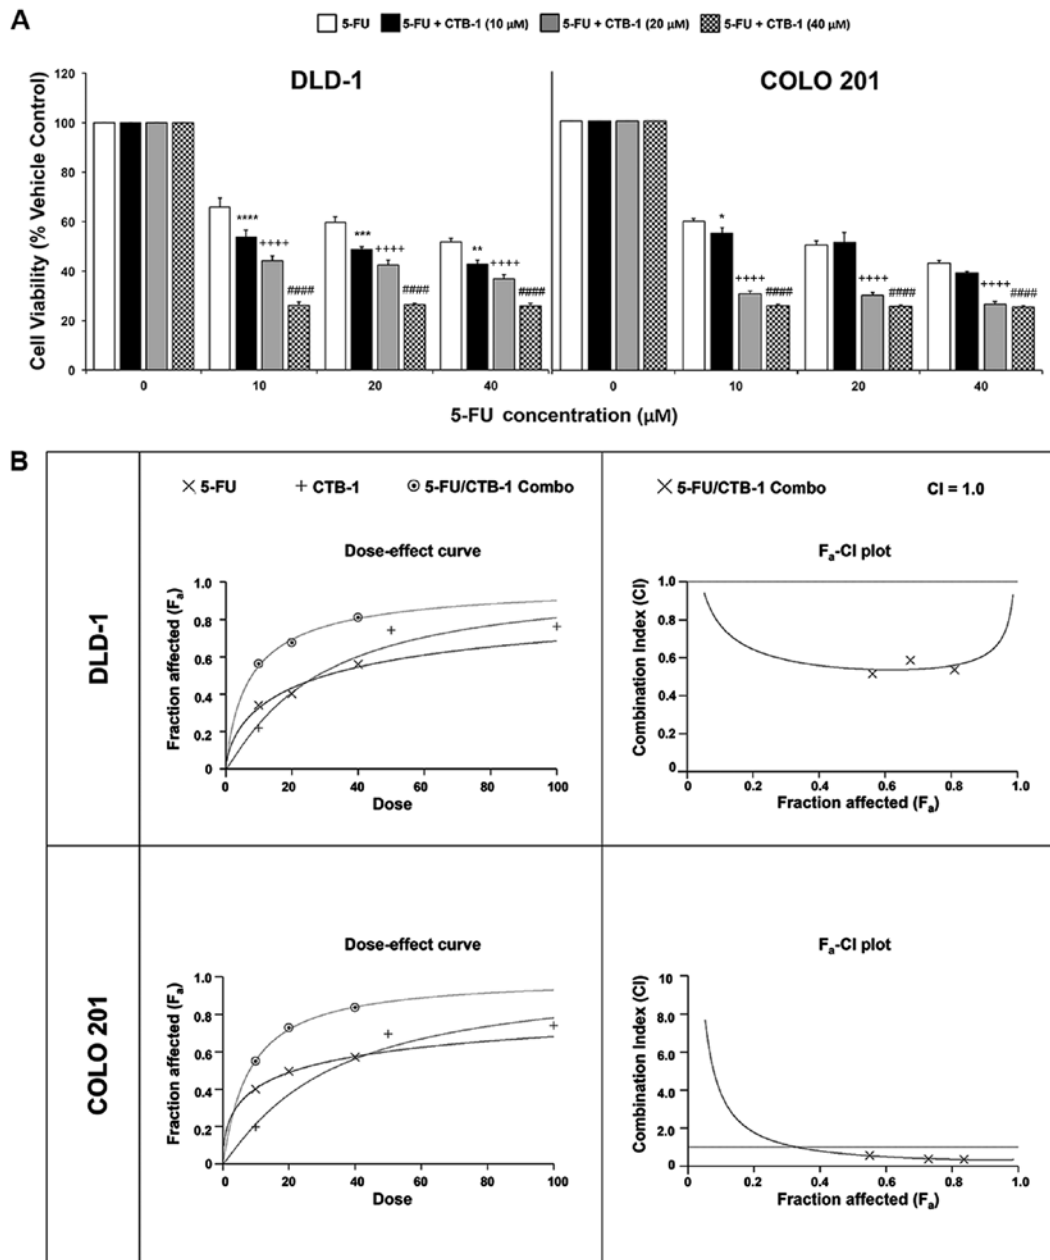 A
5-FU 5-FU + CTB-1 (10 µM) 5-FU + CTB-1 (20 µM) 5-FU + CTB-1 (40 µM)
DLD-1 COLO 201
Cell Viability (% Vehicle Control)
120
100
80
60
40
20
0
**** ++++ #### *** ++++ #### ** ++++ #### * ++++ #### ++++ #### ++++ ####
0 10 20 40 0 10 20 40
5-FU concentration (µM)
B
DLD-1
5-FU CTB-1 5-FU/CTB-1 Combo
Dose-effect curve
Fraction affected (Fₐ)
1.0
0.8
0.6
0.4
0.2
0
0 20 40 60 80 100
Dose
5-FU/CTB-1 Combo CI = 1.0
Fₐ-CI plot
Combination Index (CI)
1.0
0.8
0.6
0.4
0.2
0
0 0.2 0.4 0.6 0.8 1.0
Fraction affected (Fₐ)
COLO 201
Dose-effect curve
Fraction affected (Fₐ)
1.0
0.8
0.6
0.4
0.2
0
0 20 40 60 80 100
Dose
Fₐ-CI plot
Combination Index (CI)
10
8.0
6.0
4.0
2.0
0
0 0.2 0.4 0.6 0.8 1.0
Fraction affected (Fₐ)